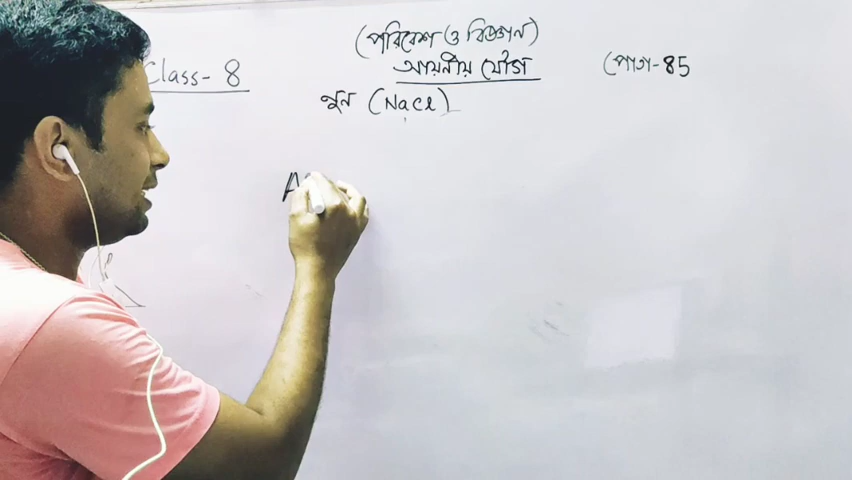 (পরিবেশ ও বিজ্ঞান)
Class- 8
আয়নীয় যৌগ
(পাতা-85
নুন (NaCl)
A